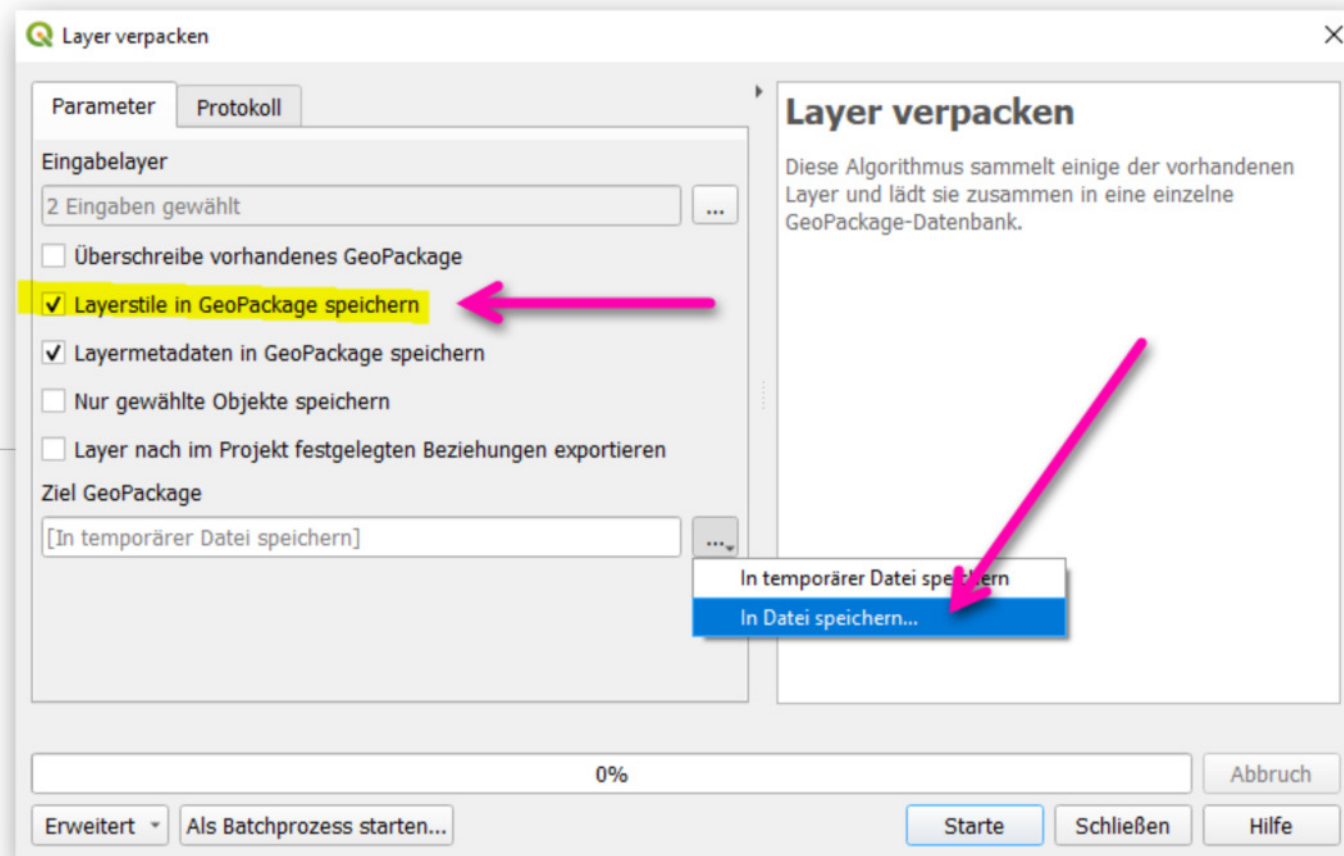 Layer verpacken
Parameter
Protokoll
Eingabelayer
2 Eingaben gewählt
...
Überschreibe vorhandenes GeoPackage
Layerstile in GeoPackage speichern
Layermetadaten in GeoPackage speichern
Nur gewählte Objekte speichern
Layer nach im Projekt festgelegten Beziehungen exportieren
Ziel GeoPackage
[In temporärer Datei speichern]
...
In temporärer Datei speichern
In Datei speichern...
Layer verpacken
Diese Algorithmus sammelt einige der vorhandenen
Layer und lädt sie zusammen in eine einzelne
GeoPackage-Datenbank.
0%
Abbruch
Erweitert
Als Batchprozess starten...
Starte
Schließen
Hilfe